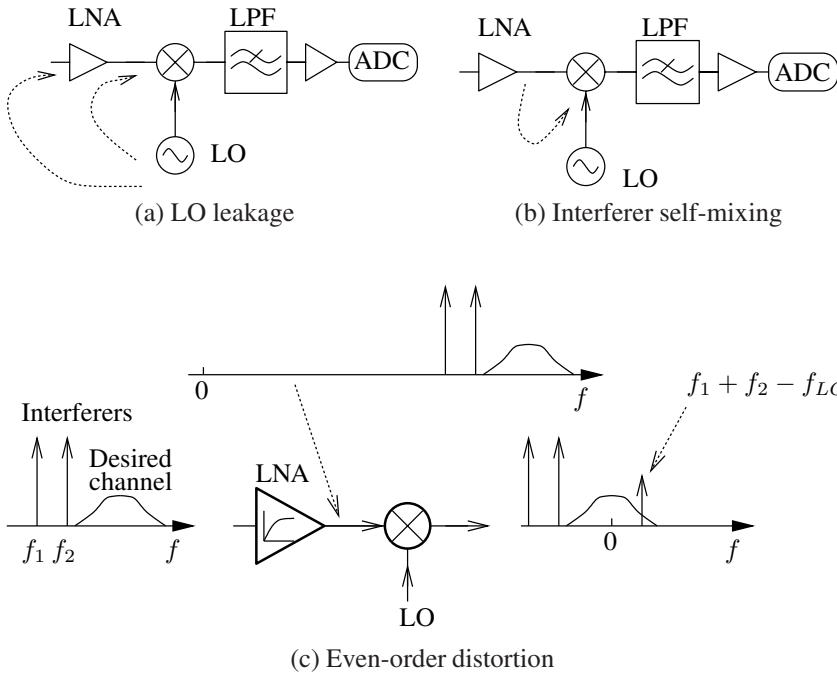 LNA
LPF
ADC
LO
(a) LO leakage
LNA
LPF
ADC
LO
(b) Interferer self-mixing
0
f
f₁ + f₂ − f_LO
Interferers
Desired
channel
f₁ f₂
f
LNA
LO
0
f
(c) Even-order distortion